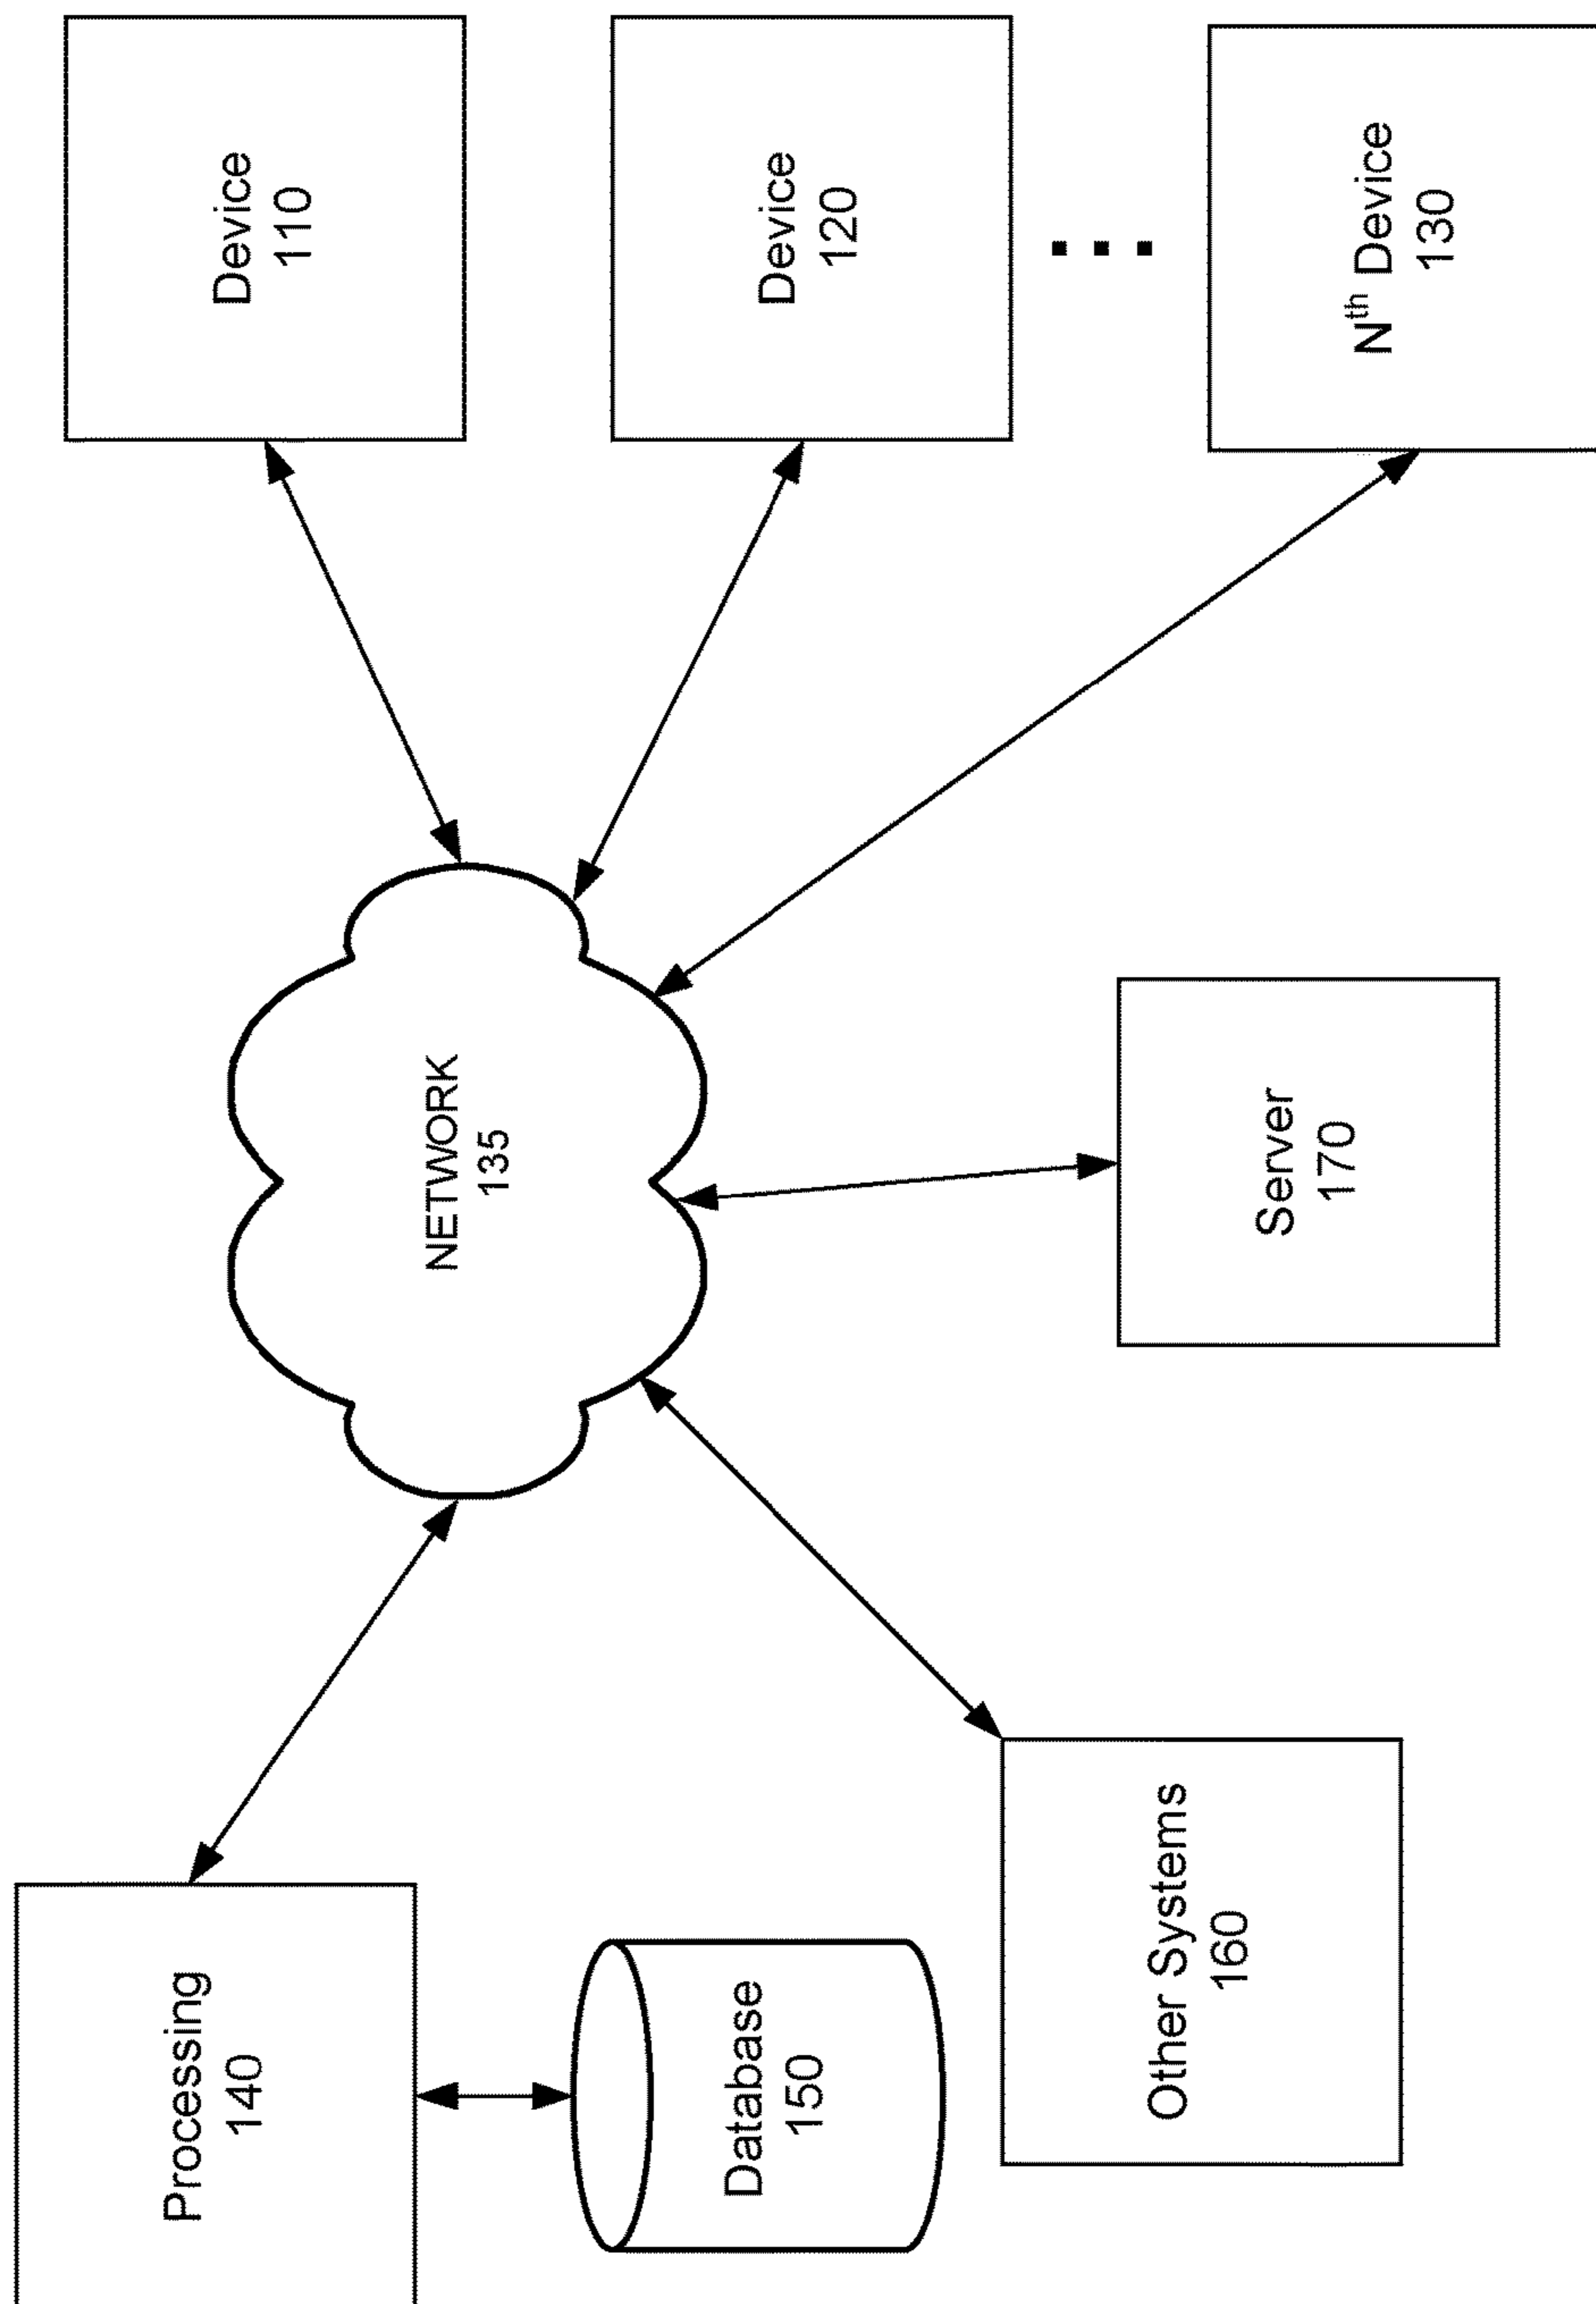 Processing
140
Database
150
Other Systems
160
NETWORK
135
Server
170
Device
110
Device
120
Nth Device
130